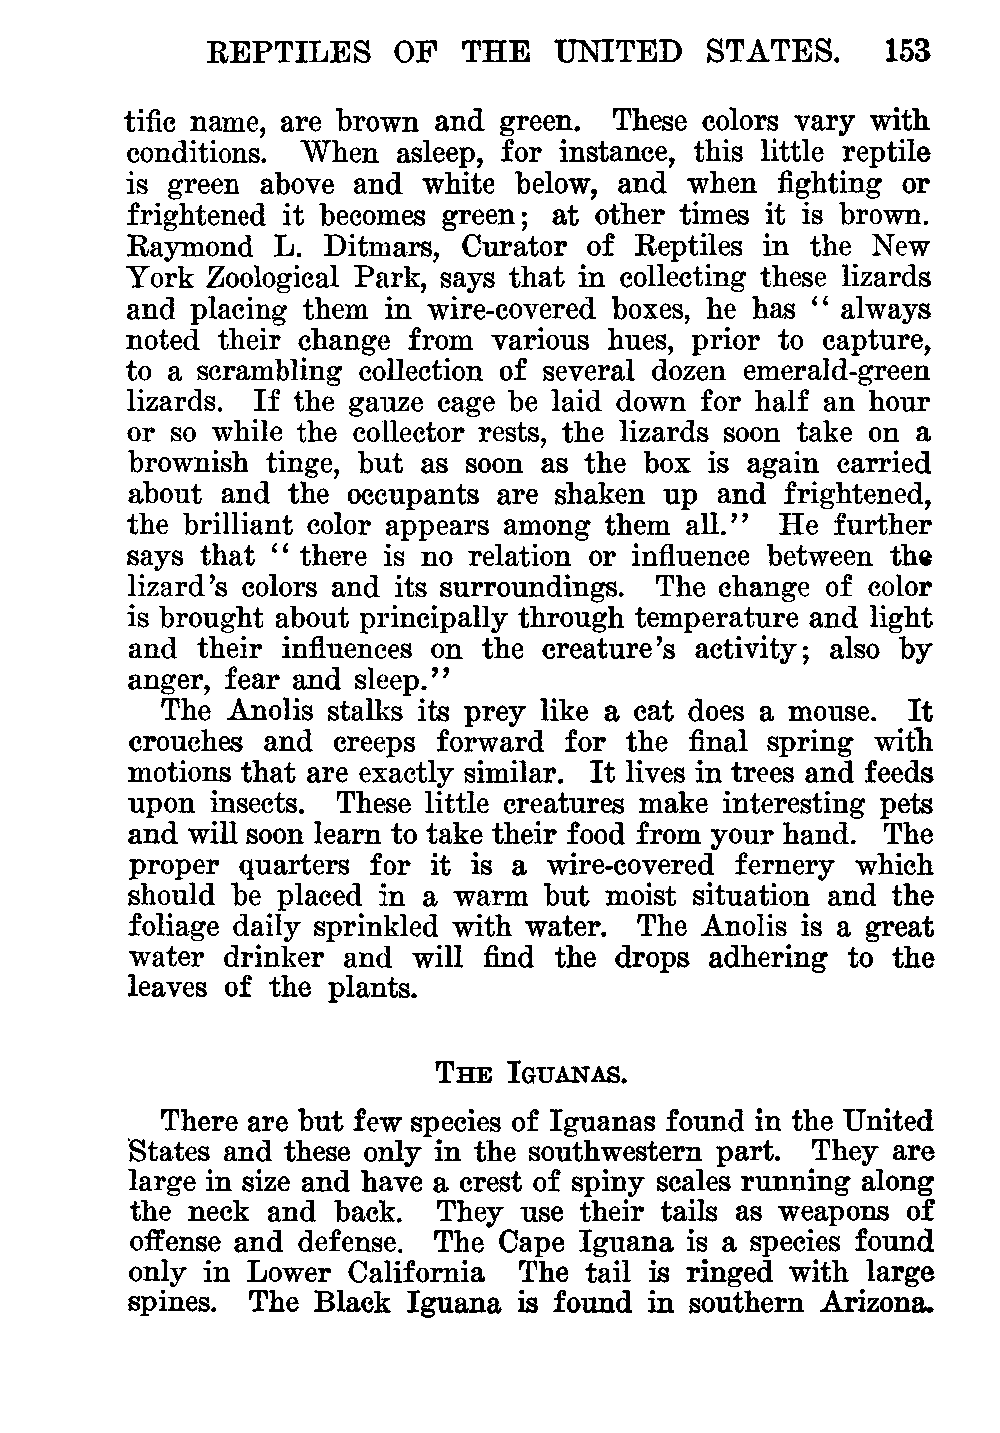 REPTILES OF THE UNITED STATES. 153
tific name, are brown and green. These colors vary with
conditions. When asleep, for instance, this little reptile
is green above and white below, and when fighting or
frightened it becomes green; at other times it is brown.
Raymond L. Ditmars, Curator of Reptiles in the New
York Zoological Park, says that in collecting these lizards
and placing them in wire-covered boxes, he has “ always
noted their change from various hues, prior to capture,
to a scrambling collection of several dozen emerald-green
lizards. If the gauze cage be laid down for half an hour
or so while the collector rests, the lizards soon take on a
brownish tinge, but as soon as the box is again carried
about and the occupants are shaken up and frightened,
the brilliant color appears among them all.” He further
says that “ there is no relation or influence between the
lizard’s colors and its surroundings. The change of color
is brought about principally through temperature and light
and their influences on the creature’s activity; also by
anger, fear and sleep.”
The Anolis stalks its prey like a cat does a mouse. It
crouches and creeps forward for the final spring with
motions that are exactly similar. It lives in trees and feeds
upon insects. These little creatures make interesting pets
and will soon learn to take their food from your hand. The
proper quarters for it is a wire-covered fernery which
should be placed in a warm but moist situation and the
foliage daily sprinkled with water. The Anolis is a great
water drinker and will find the drops adhering to the
leaves of the plants.
THE IGUANAS.
There are but few species of Iguanas found in the United
States and these only in the southwestern part. They are
large in size and have a crest of spiny scales running along
the neck and back. They use their tails as weapons of
offense and defense. The Cape Iguana is a species found
only in Lower California The tail is ringed with large
spines. The Black Iguana is found in southern Arizona.